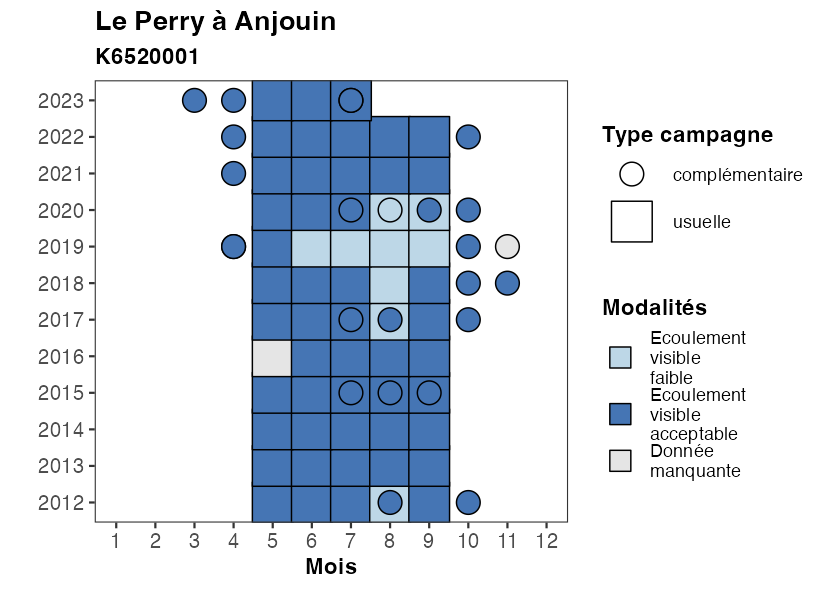 Le Perry à Anjouin
K6520001
2023
2022
2021
2020
2019
2018
2017
2016
2015
2014
2013
2012
1 2 3 4 5 6 7 8 9 10 11 12
Mois
Type campagne
complémentaire
usuelle
Modalités
Ecoulement
visible
faible
Ecoulement
visible
acceptable
Donnée
manquante